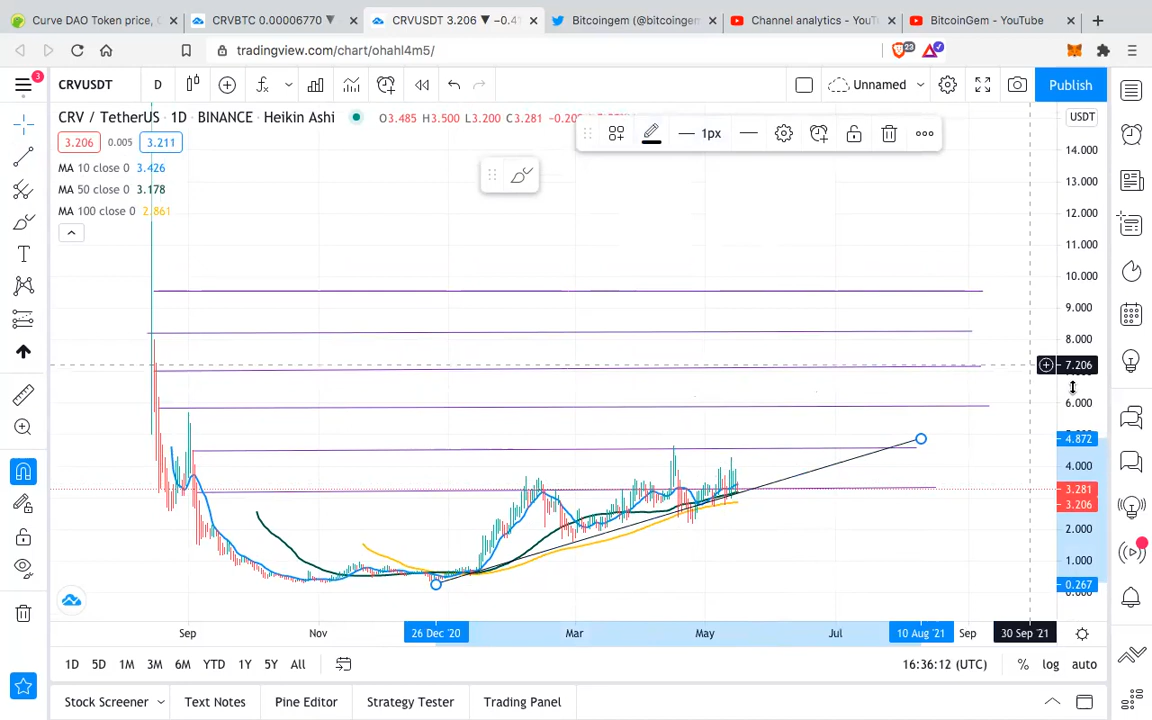 Curve DAO Token price, C
CRVBTC 0.00006770 ▼
CRVUSDT 3.206 ▼ −0.4
Bitcoingem (@bitcoingem
Channel analytics - YouT
BitcoinGem - YouTube
tradingview.com/chart/ohahl4m5/
23
3
CRVUSDT
D
Unnamed
Publish
CRV / TetherUS · 1D · BINANCE · Heikin Ashi
O3.485 H3.500 L3.200 C3.281
USDT
1px
3.206
0.005
3.211
MA 10 close 0 3.426
MA 50 close 0 3.178
MA 100 close 0 2.861
14.000
13.000
12.000
11.000
10.000
9.000
8.000
7.206
6.000
4.872
4.000
3.281
3.206
2.000
1.000
0.267
0.000
Sep
Nov
26 Dec '20
Mar
May
Jul
10 Aug '21
Sep
30 Sep '21
1D
5D
1M
3M
6M
YTD
1Y
5Y
All
16:36:12 (UTC)
%
log
auto
Stock Screener
Text Notes
Pine Editor
Strategy Tester
Trading Panel